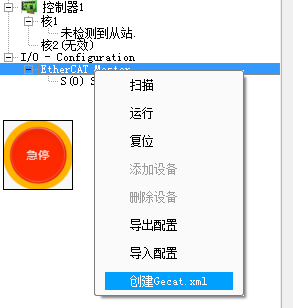 控制器1
核1
未检测到从站.
核2(无效)
I/O - Configuration
EtherCAT Master
S(0) S
扫描
运行
复位
添加设备
删除设备
导出配置
导入配置
创建Gecat.xml
急停